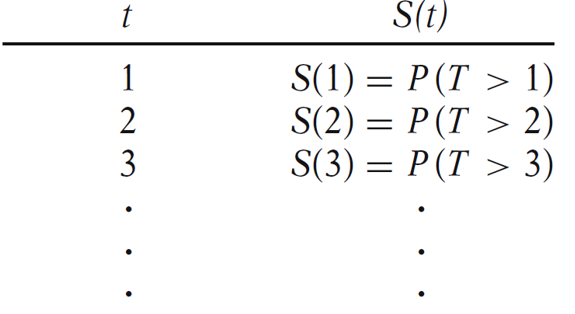 t S(t)
1 S(1) = P(T > 1)
2 S(2) = P(T > 2)
3 S(3) = P(T > 3)
. .
. .
. .